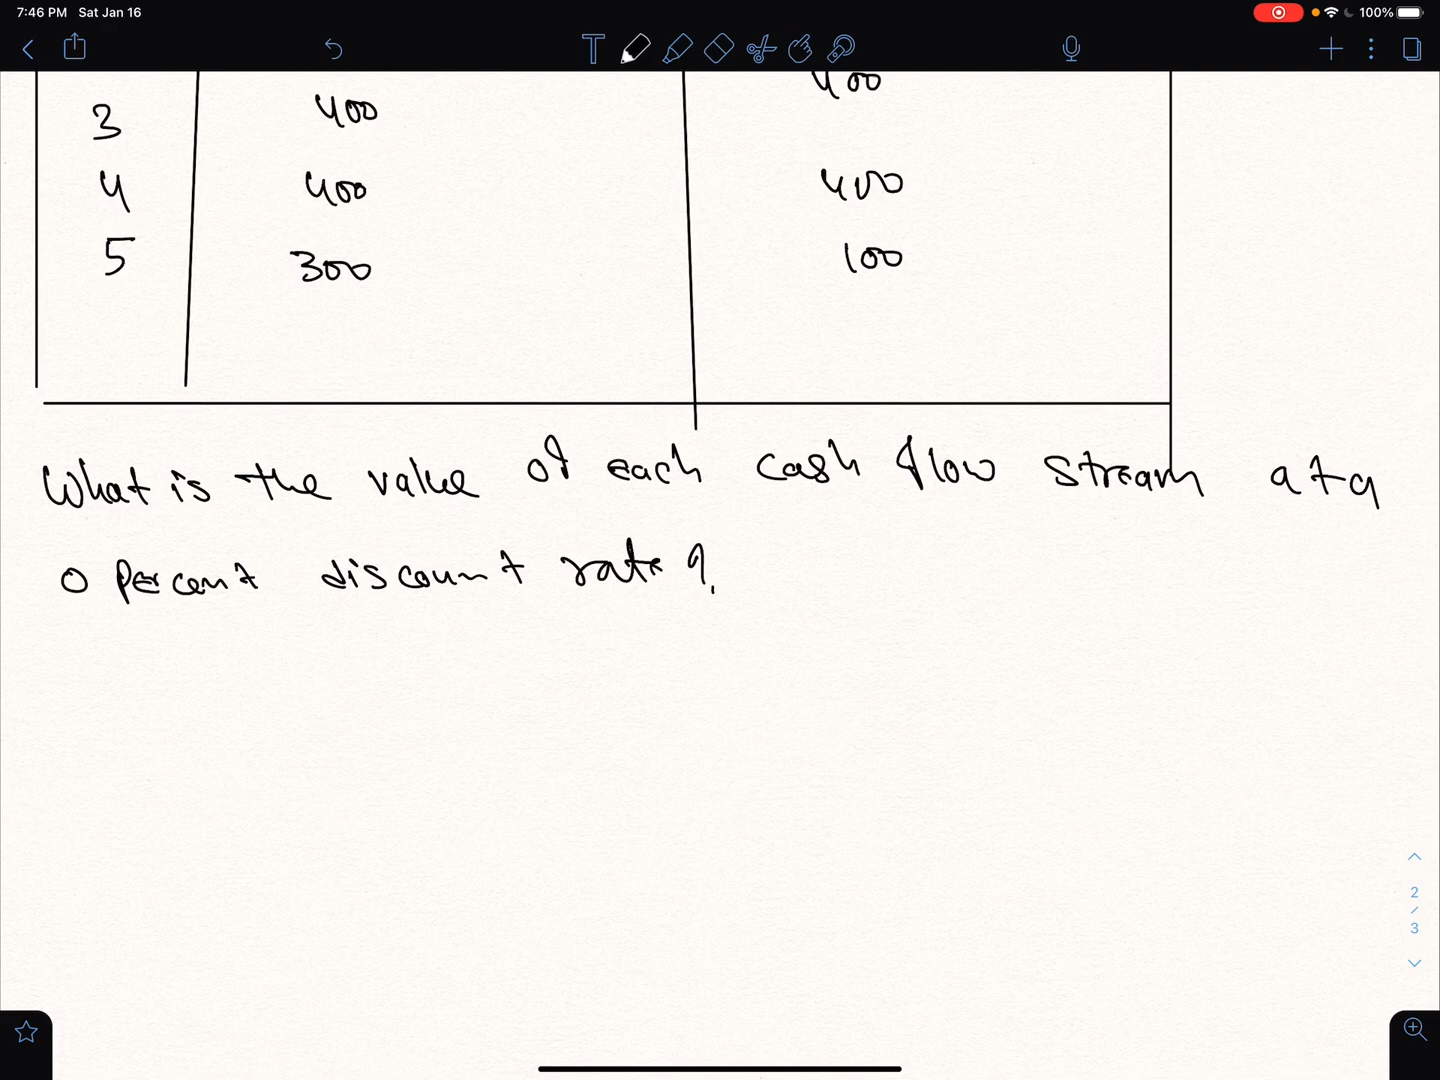 7:46 PM Sat Jan 16 100%
T
400
3 400
4 400 400
5 300 100
What is the value of each cash flow stream at a
0 percent discount rate?
2
/
3